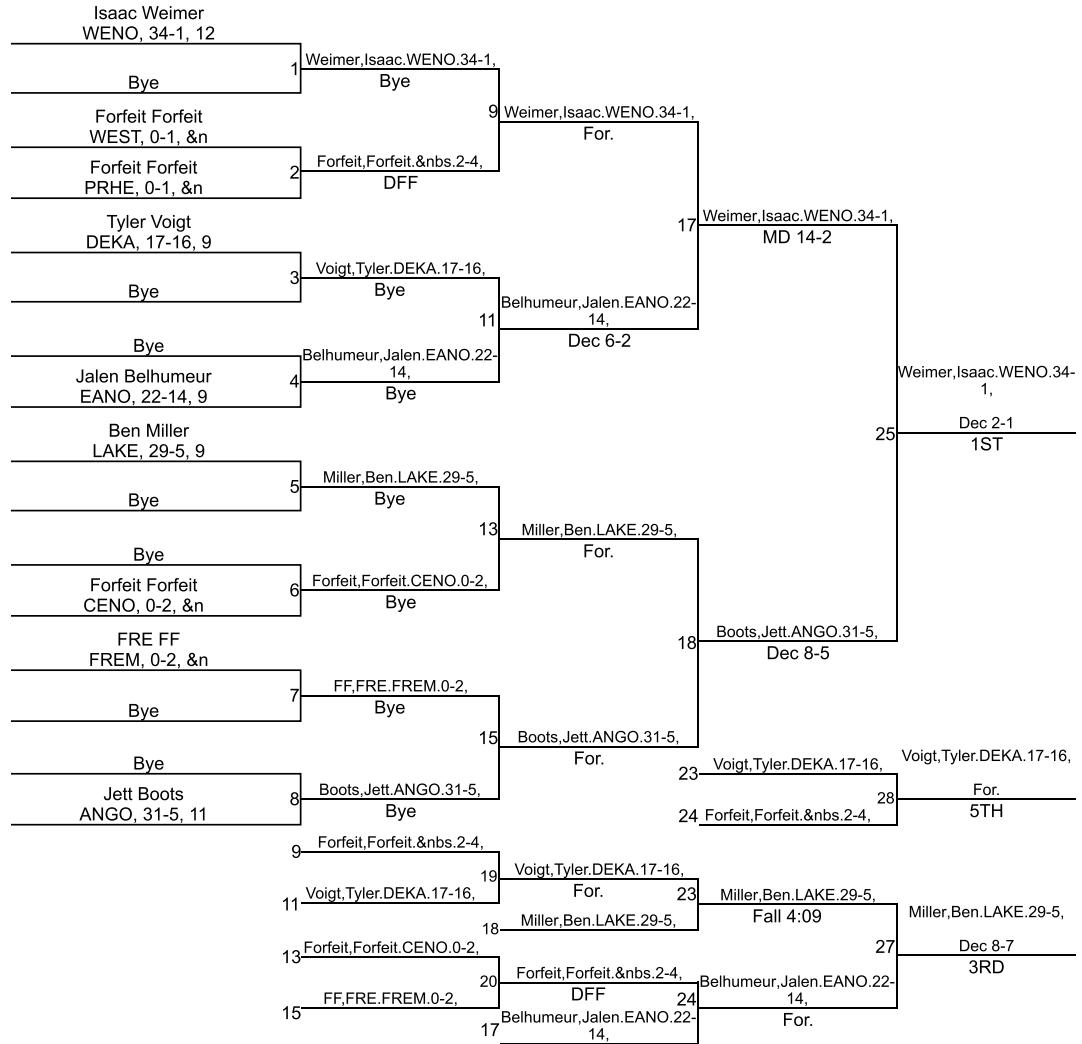 Isaac Weimer
WENO, 34-1, 12
Bye
Forfeit Forfeit
WEST, 0-1, &n
Forfeit Forfeit
PRHE, 0-1, &n
Tyler Voigt
DEKA, 17-16, 9
Bye
Bye
Jalen Belhumeur
EANO, 22-14, 9
Ben Miller
LAKE, 29-5, 9
Bye
Bye
Forfeit Forfeit
CENO, 0-2, &n
FRE FF
FREM, 0-2, &n
Bye
Bye
Jett Boots
ANGO, 31-5, 11
1
Weimer,Isaac.WENO.34-1,
Bye
2
Forfeit,Forfeit.&nbs.2-4,
DFF
3
Voigt,Tyler.DEKA.17-16,
Bye
4
Belhumeur,Jalen.EANO.22-
14,
Bye
5
Miller,Ben.LAKE.29-5,
Bye
6
Forfeit,Forfeit.CENO.0-2,
Bye
7
FF,FRE.FREM.0-2,
Bye
8
Boots,Jett.ANGO.31-5,
Bye
9
Weimer,Isaac.WENO.34-1,
For.
11
Belhumeur,Jalen.EANO.22-
14,
Dec 6-2
13
Miller,Ben.LAKE.29-5,
For.
15
Boots,Jett.ANGO.31-5,
For.
17
Weimer,Isaac.WENO.34-1,
MD 14-2
18
Boots,Jett.ANGO.31-5,
Dec 8-5
25
Weimer,Isaac.WENO.34-
1,
Dec 2-1
1ST
23
Voigt,Tyler.DEKA.17-16,
24
Forfeit,Forfeit.&nbs.2-4,
28
Voigt,Tyler.DEKA.17-16,
For.
5TH
9
Forfeit,Forfeit.&nbs.2-4,
11
Voigt,Tyler.DEKA.17-16,
13
Forfeit,Forfeit.CENO.0-2,
15
FF,FRE.FREM.0-2,
19
Voigt,Tyler.DEKA.17-16,
For.
18
Miller,Ben.LAKE.29-5,
20
Forfeit,Forfeit.&nbs.2-4,
DFF
17
Belhumeur,Jalen.EANO.22-
14,
23
Miller,Ben.LAKE.29-5,
Fall 4:09
24
Belhumeur,Jalen.EANO.22-
14,
For.
27
Miller,Ben.LAKE.29-5,
Dec 8-7
3RD